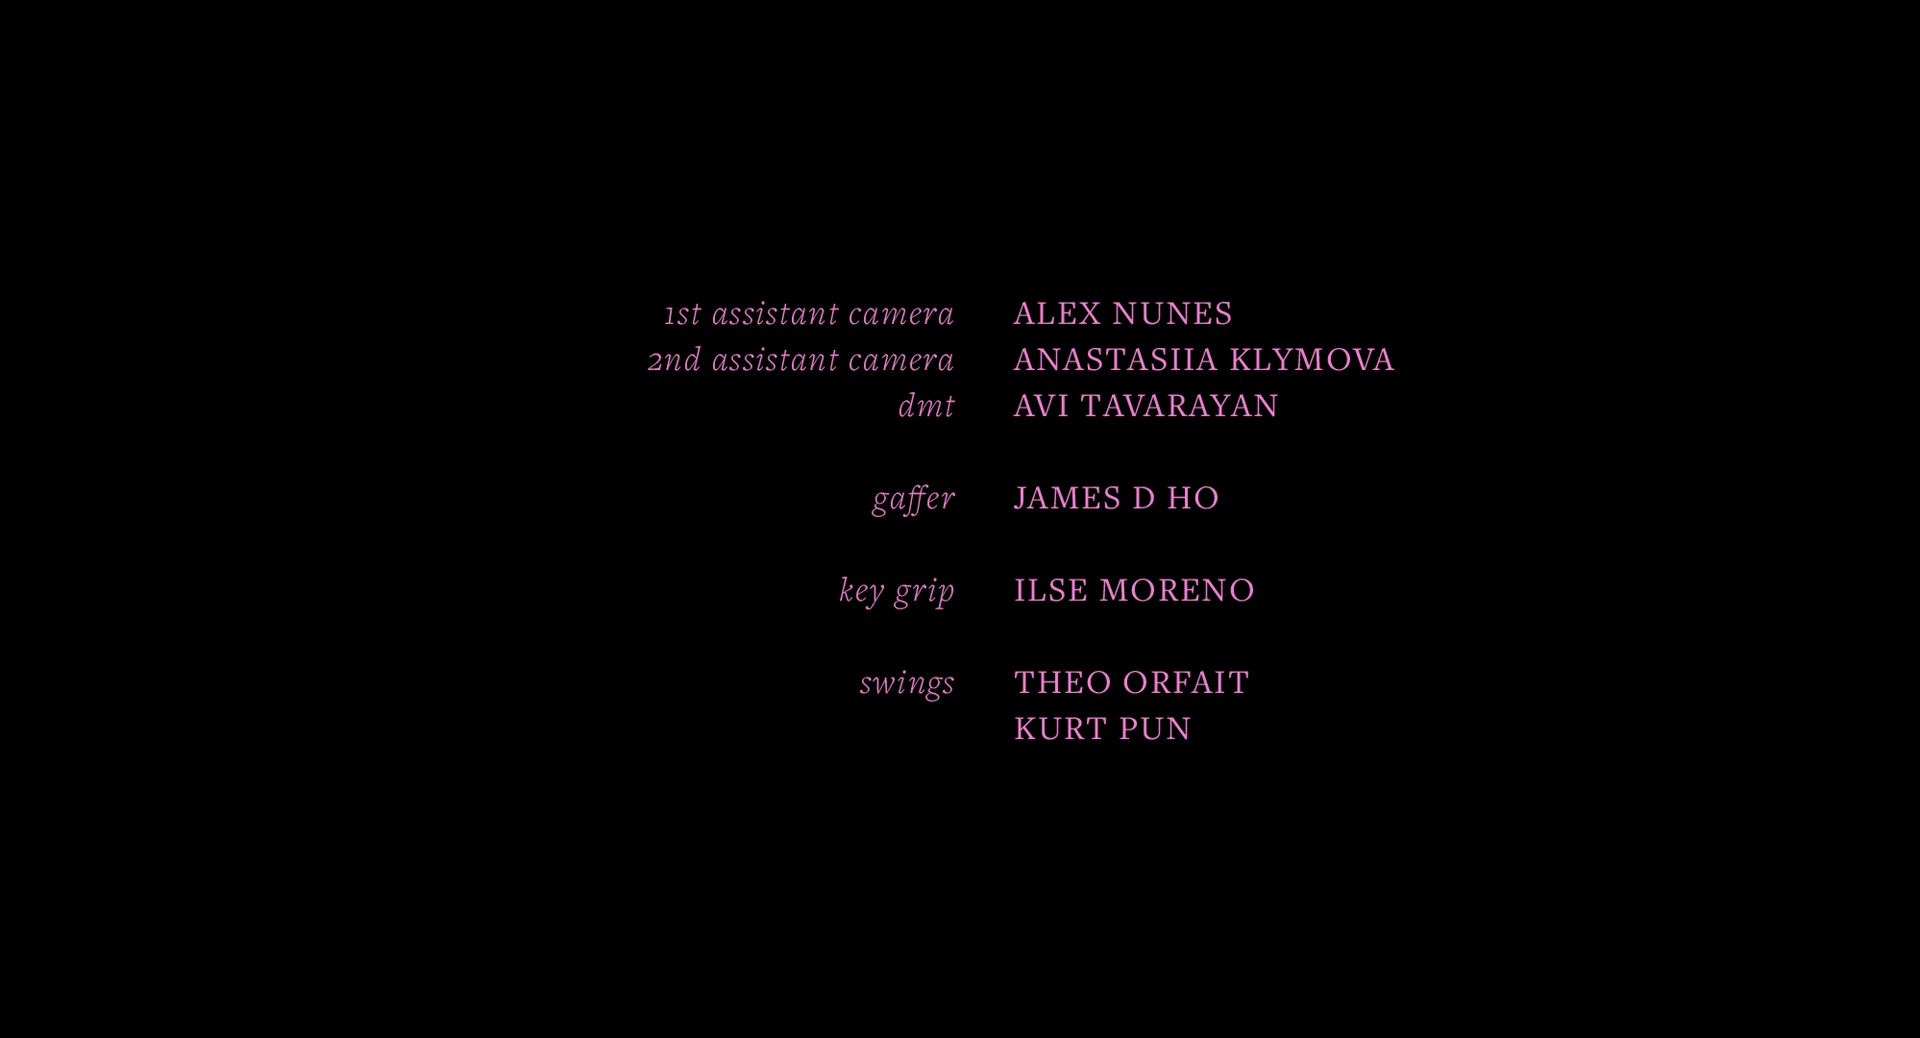 1st assistant camera ALEX NUNES
2nd assistant camera ANASTASIIA KLYMOVA
dmt AVI TAVARAYAN
gaffer JAMES D HO
key grip ILSE MORENO
swings THEO ORFAIT
KURT PUN